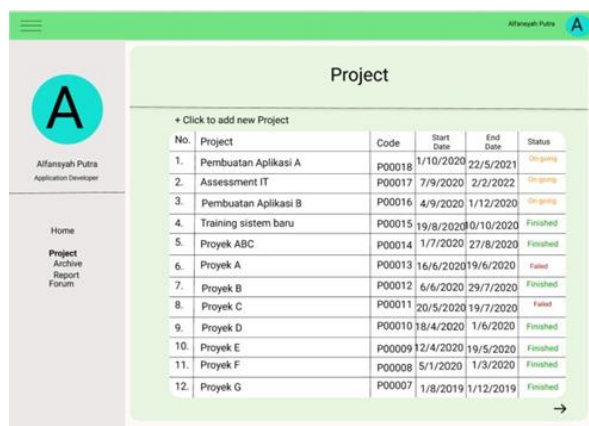 Alfansyah Putra
A
A
Alfansyah Putra
Application Developer
Home
Project
Archive
Report
Forum
Project
+ Click to add new Project
No. Project Code Start Date End Date Status
1. Pembuatan Aplikasi A P00018 1/10/2020 22/5/2021 On-going
2. Assessment IT P00017 7/9/2020 2/2/2022 On-going
3. Pembuatan Aplikasi B P00016 4/9/2020 1/12/2020 On-going
4. Training sistem baru P00015 19/8/2020 10/10/2020 Finished
5. Proyek ABC P00014 1/7/2020 27/8/2020 Finished
6. Proyek A P00013 16/6/2020 19/6/2020 Failed
7. Proyek B P00012 6/6/2020 29/7/2020 Finished
8. Proyek C P00011 20/5/2020 19/7/2020 Failed
9. Proyek D P00010 18/4/2020 1/6/2020 Finished
10. Proyek E P00009 12/4/2020 19/5/2020 Finished
11. Proyek F P00008 5/1/2020 1/3/2020 Finished
12. Proyek G P00007 1/8/2019 1/12/2019 Finished